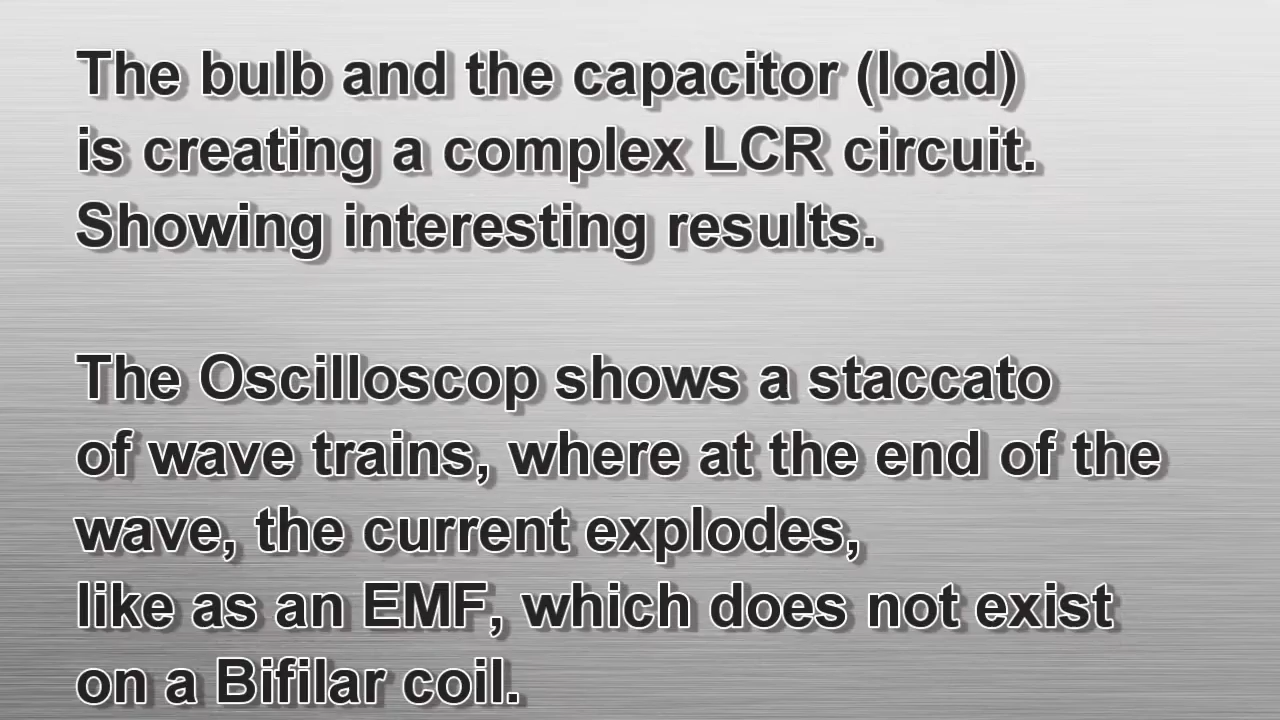 The bulb and the capacitor (load)
is creating a complex LCR circuit.
Showing interesting results.
The Oscilloscop shows a staccato
of wave trains, where at the end of the
wave, the current explodes,
like as an EMF, which does not exist
on a Bifilar coil.